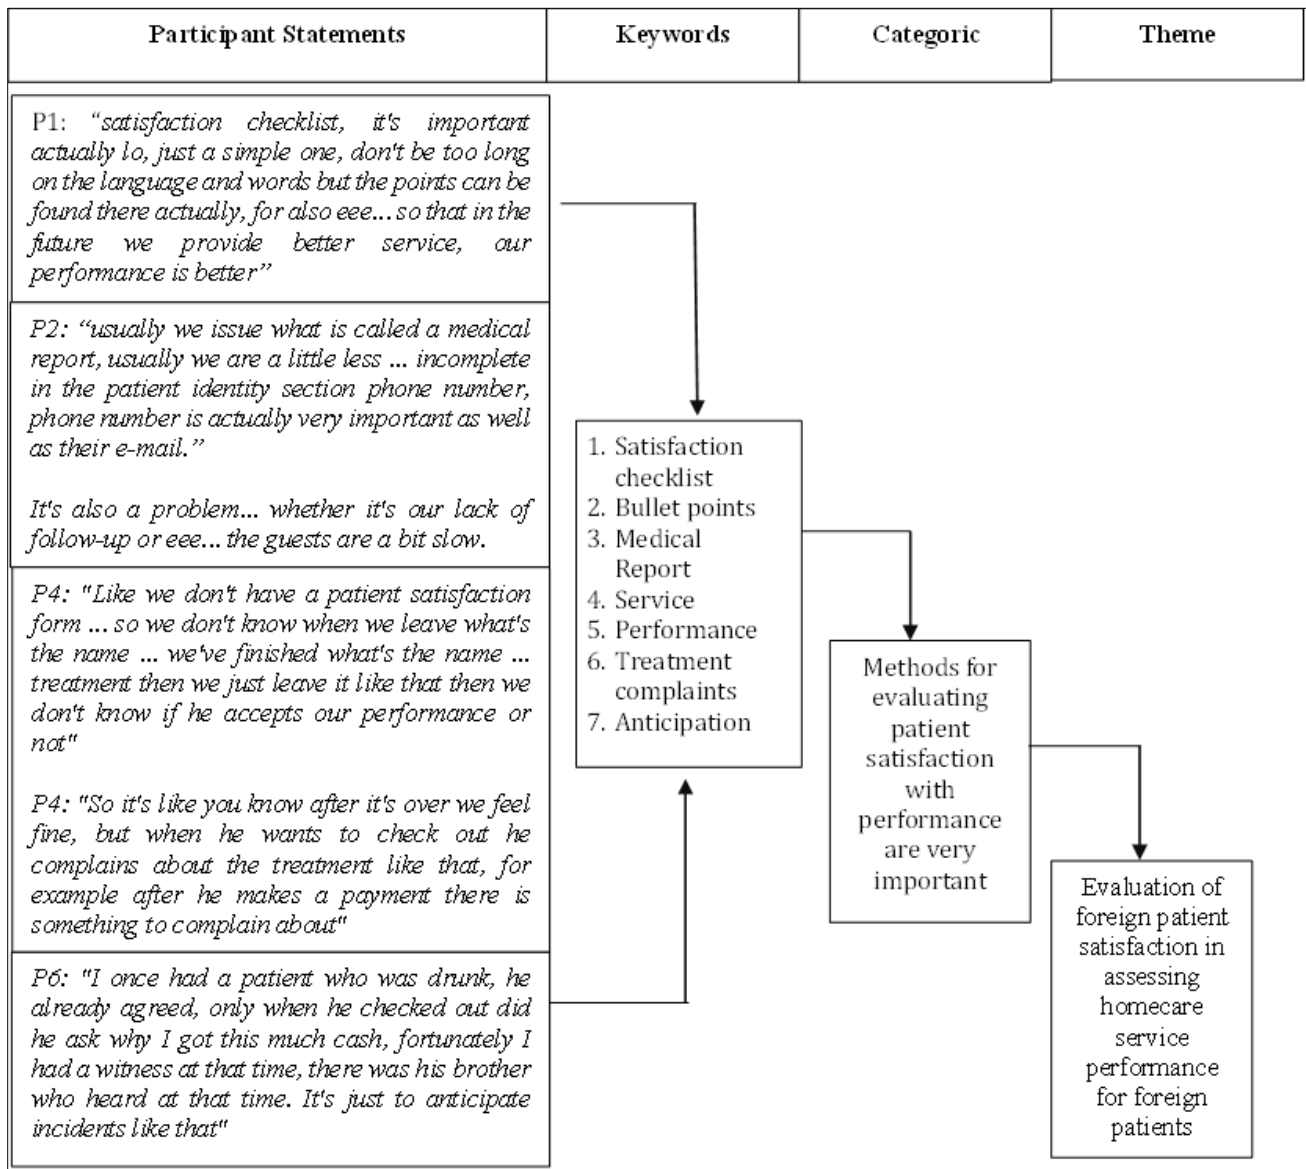 Participant Statements
Keywords
Categoric
Theme
P1: "satisfaction checklist, it's important
actually lo, just a simple one, don't be too long
on the language and words but the points can be
found there actually, for also eee... so that in the
future we provide better service, our
performance is better”
P2: “usually we issue what is called a medical
report, usually we are a little less ... incomplete
in the patient identity section phone number,
phone number is actually very important as well
as their e-mail.”
It's also a problem... whether it's our lack of
follow-up or eee... the guests are a bit slow.
P4: "Like we don't have a patient satisfaction
form ... so we don't know when we leave what's
the name ... we've finished what's the name ...
treatment then we just leave it like that then we
don't know if he accepts our performance or
not"
P4: "So it's like you know after it's over we feel
fine, but when he wants to check out he
complains about the treatment like that, for
example after he makes a payment there is
something to complain about"
P6: "I once had a patient who was drunk, he
already agreed, only when he checked out did
he ask why I got this much cash, fortunately I
had a witness at that time, there was his brother
who heard at that time. It's just to anticipate
incidents like that"
1. Satisfaction
checklist
2. Bullet points
3. Medical
Report
4. Service
5. Performance
6. Treatment
complaints
7. Anticipation
Methods for
evaluating
patient
satisfaction
with
performance
are very
important
Evaluation of
foreign patient
satisfaction in
assessing
homecare
service
performance
for foreign
patients